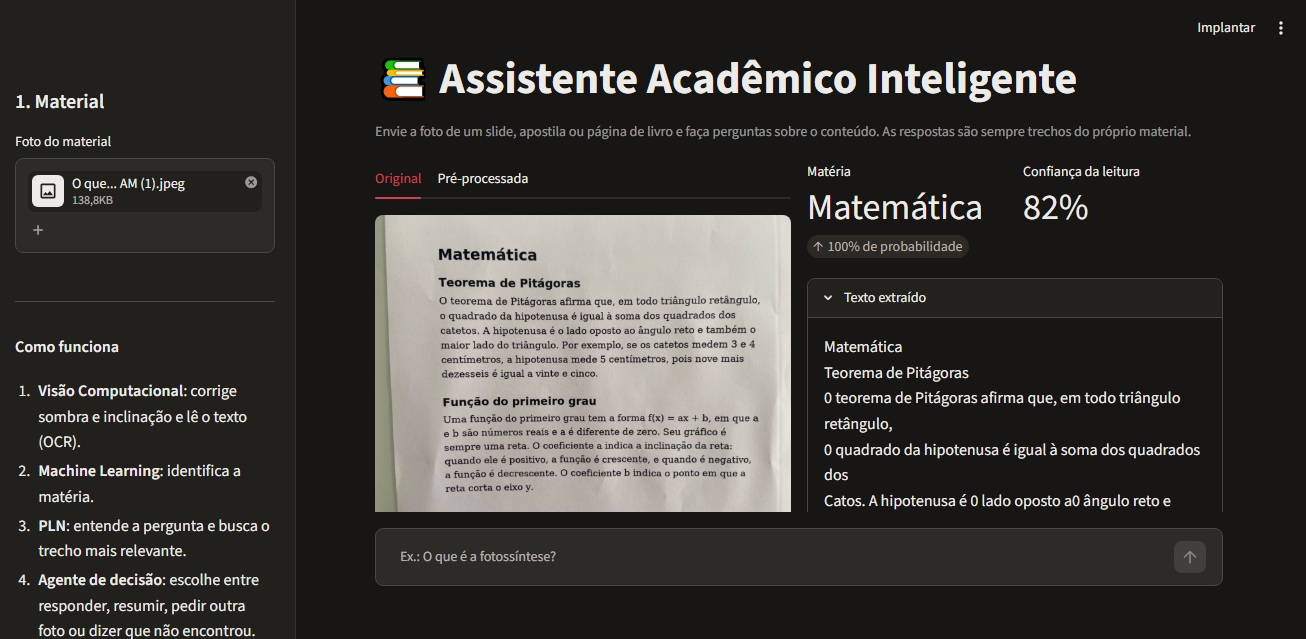 Implantar
1. Material
Foto do material
O que... AM (1).jpeg
138,8KB
Como funciona
1. Visão Computacional: corrige
sombra e inclinação e lê o texto
(OCR).
2. Machine Learning: identifica a
matéria.
3. PLN: entende a pergunta e busca o
trecho mais relevante.
4. Agente de decisão: escolhe entre
responder, resumir, pedir outra
foto ou dizer que não encontrou.
Assistente Acadêmico Inteligente
Envie a foto de um slide, apostila ou página de livro e faça perguntas sobre o conteúdo. As respostas são sempre trechos do próprio material.
Original
Pré-processada
Matemática
Teorema de Pitágoras
O teorema de Pitágoras afirma que, em todo triângulo retângulo,
o quadrado da hipotenusa é igual à soma dos quadrados dos
catetos. A hipotenusa é o lado oposto ao ângulo reto e também o
maior lado do triângulo. Por exemplo, se os catetos medem 3 e 4
centímetros, a hipotenusa mede 5 centímetros, pois nove mais
dezesseis é igual a vinte e cinco.
Função do primeiro grau
Uma função do primeiro grau tem a forma f(x) = ax + b, em que a
e b são números reais e a é diferente de zero. Seu gráfico é
sempre uma reta. O coeficiente a indica a inclinação da reta:
quando ele é positivo, a função é crescente, e quando é negativo,
a função é decrescente. O coeficiente b indica o ponto em que a
reta corta o eixo y.
Matéria
Matemática
↑ 100% de probabilidade
Confiança da leitura
82%
Texto extraído
Matemática
Teorema de Pitágoras
0 teorema de Pitágoras afirma que, em todo triângulo
retângulo,
0 quadrado da hipotenusa é igual à soma dos quadrados
dos
Catos. A hipotenusa é 0 lado oposto a0 ângulo reto e
Ex.: O que é a fotossíntese?